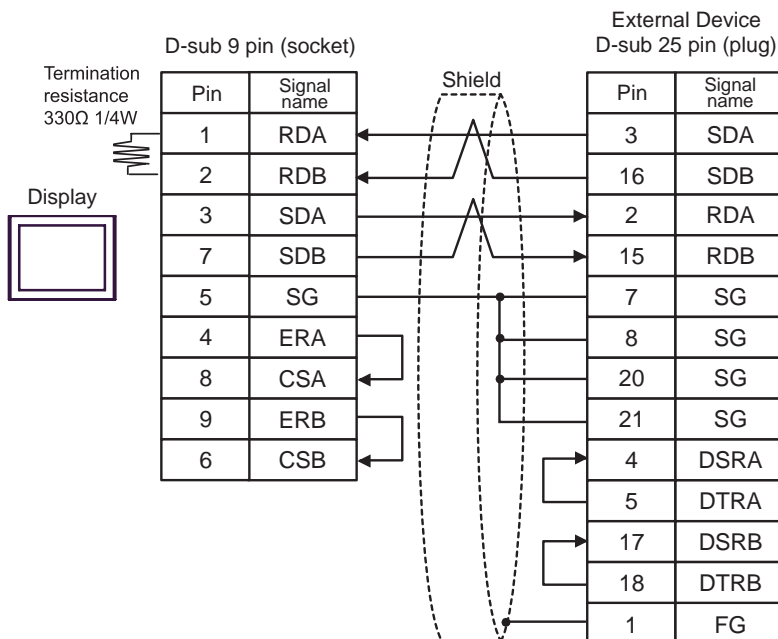 External Device
D-sub 9 pin (socket)
D-sub 25 pin (plug)
Termination
resistance
330Ω 1/4W
Shield
Display
Pin Signal name
1 RDA
2 RDB
3 SDA
7 SDB
5 SG
4 ERA
8 CSA
9 ERB
6 CSB
Pin Signal name
3 SDA
16 SDB
2 RDA
15 RDB
7 SG
8 SG
20 SG
21 SG
4 DSRA
5 DTRA
17 DSRB
18 DTRB
1 FG